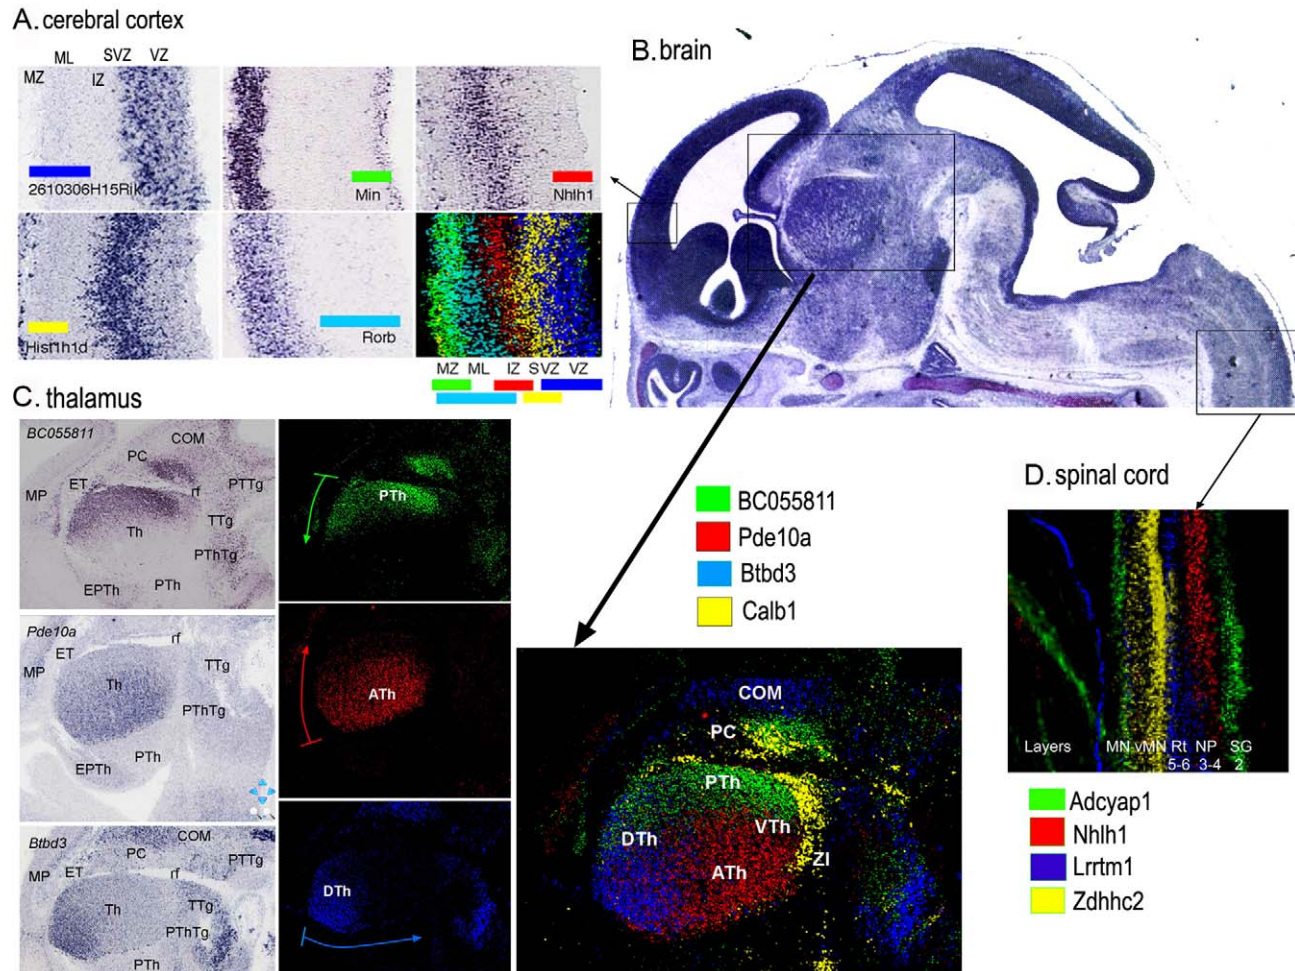 A. cerebral cortex
ML SVZ VZ
MZ IZ
2610306H15Rik
Min
Nhlh1
Hist1h1d
Rorb
MZ ML IZ SVZ VZ
B. brain
C. thalamus
BC055811
COM
PC
ET
MP
rf
PTTg
Th
TTg
PThTg
EPTh
PTh
PTh
Pde10a
rf
ET
MP
TTg
Th
PThTg
PTh
EPTh
ATh
Btbd3
COM
PC
ET
PTTg
MP
rf
Th
TTg
PThTg
PTh
DTh
BC055811
Pde10a
Btbd3
Calb1
COM
PC
PTh
DTh
VTh
ATh
ZI
D. spinal cord
Layers MN vMN Rt NP SG
5-6 3-4 2
Adcyap1
Nhlh1
Lrrtm1
Zdhhc2